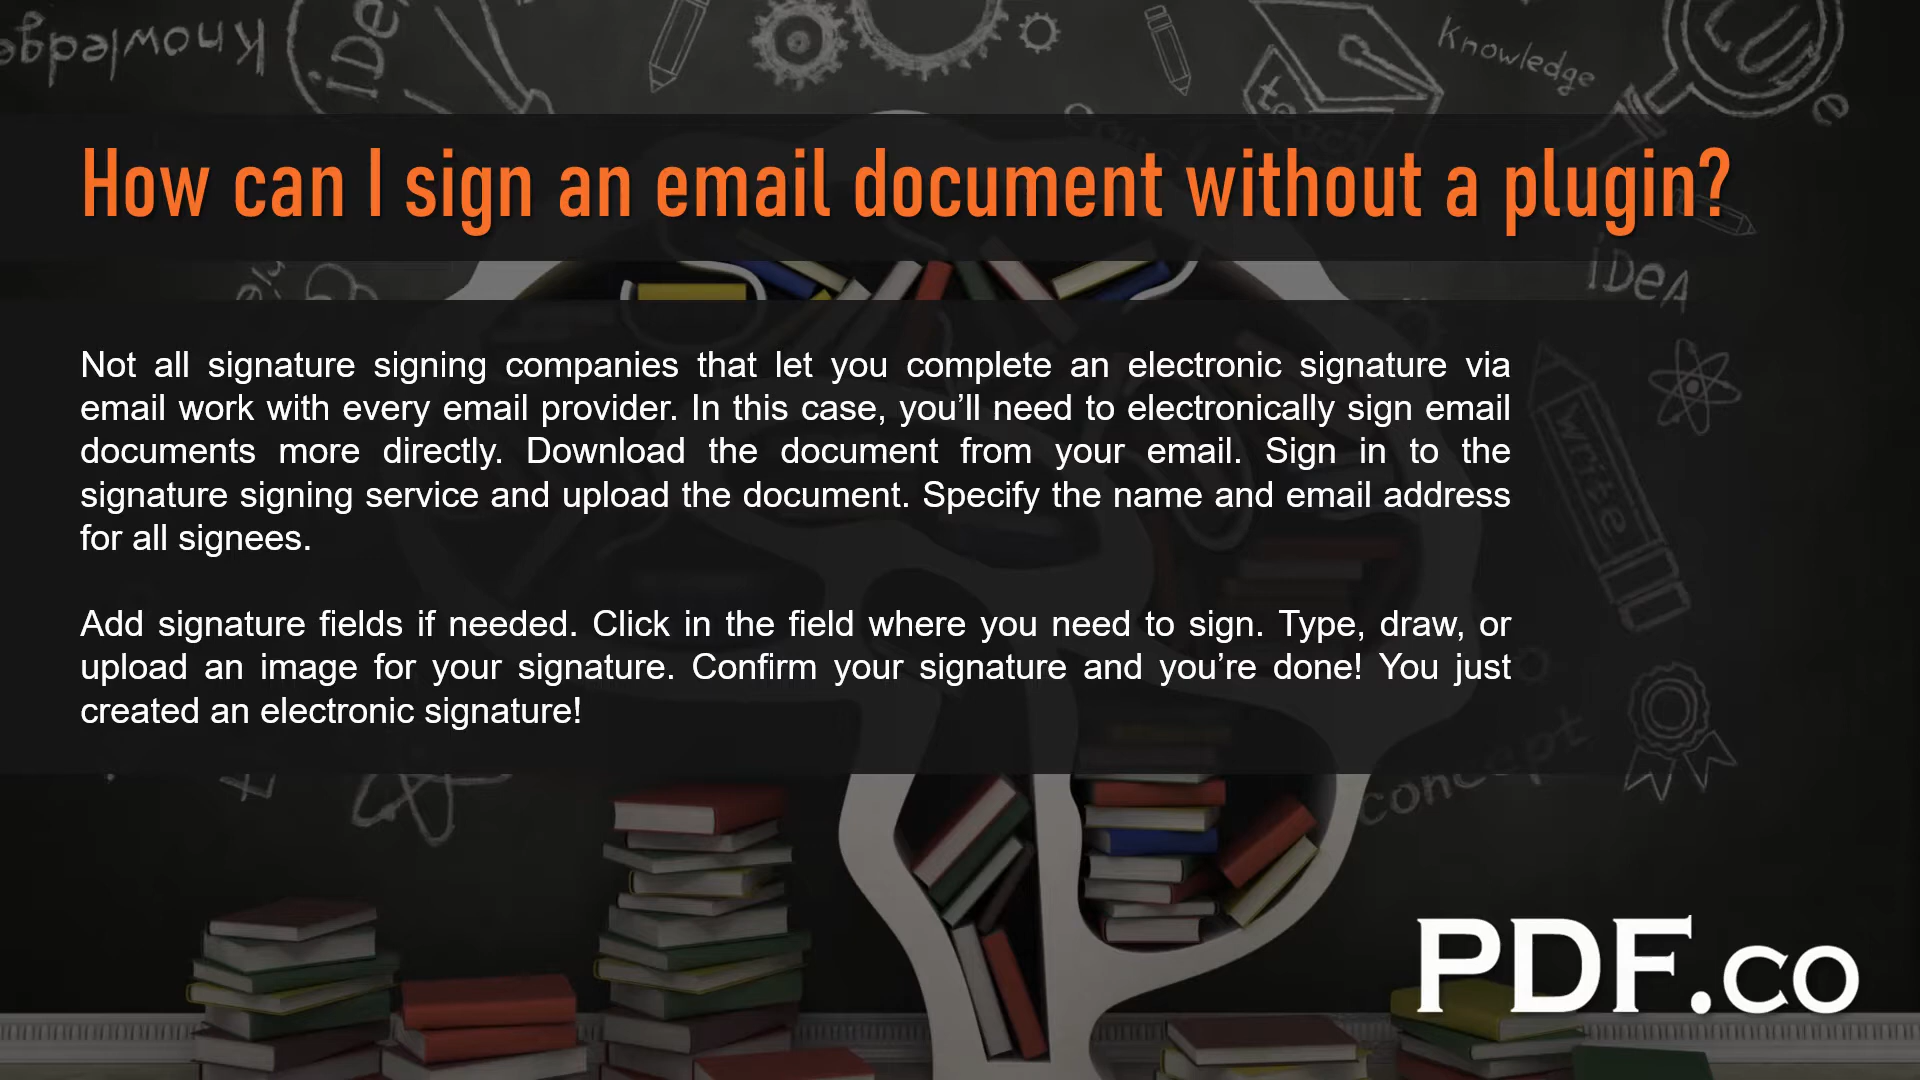 Knowledge
iDe
Knowledge
te
How can I sign an email document without a plugin?
iDeA
Not all signature signing companies that let you complete an electronic signature via
email work with every email provider. In this case, you’ll need to electronically sign email
documents more directly. Download the document from your email. Sign in to the
signature signing service and upload the document. Specify the name and email address
for all signees.
write
Add signature fields if needed. Click in the field where you need to sign. Type, draw, or
upload an image for your signature. Confirm your signature and you’re done! You just
created an electronic signature!
concept
PDF.co